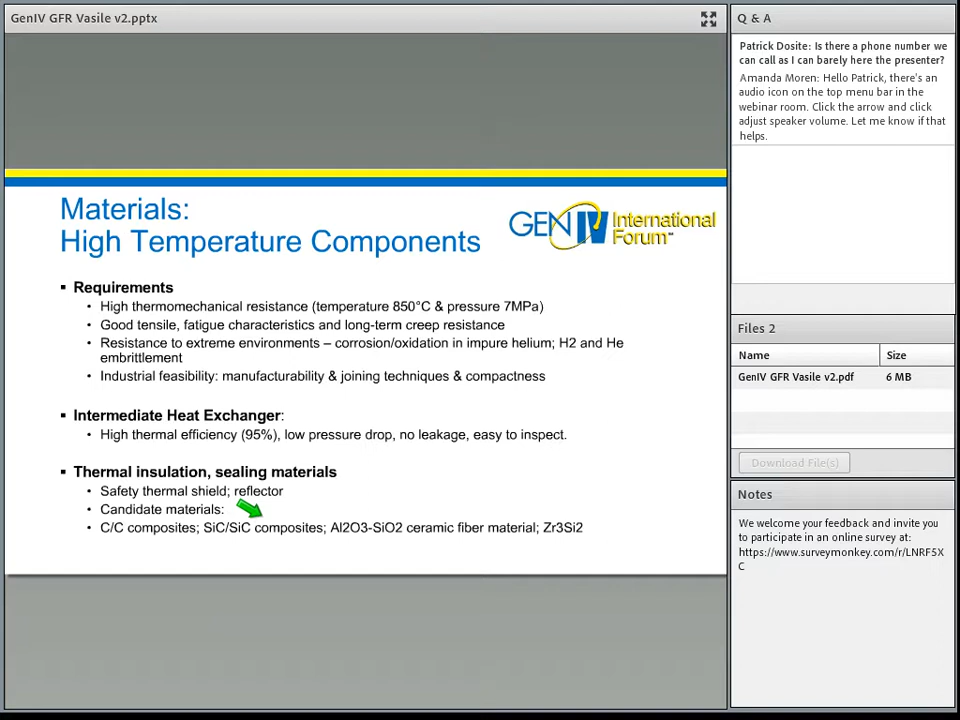 GenIV GFR Vasile v2.pptx
Materials:
High Temperature Components
GENIV International
Forum™
▪ Requirements
• High thermomechanical resistance (temperature 850°C & pressure 7MPa)
• Good tensile, fatigue characteristics and long-term creep resistance
• Resistance to extreme environments – corrosion/oxidation in impure helium; H2 and He
embrittlement
• Industrial feasibility: manufacturability & joining techniques & compactness
▪ Intermediate Heat Exchanger:
• High thermal efficiency (95%), low pressure drop, no leakage, easy to inspect.
▪ Thermal insulation, sealing materials
• Safety thermal shield; reflector
• Candidate materials:
• C/C composites; SiC/SiC composites; Al2O3-SiO2 ceramic fiber material; Zr3Si2
Q & A
Patrick Dosite: Is there a phone number we
can call as I can barely here the presenter?
Amanda Moren: Hello Patrick, there's an
audio icon on the top menu bar in the
webinar room. Click the arrow and click
adjust speaker volume. Let me know if that
helps.
Files 2
Name Size
GenIV GFR Vasile v2.pdf 6 MB
Download File(s)
Notes
We welcome your feedback and invite you
to participate in an online survey at:
https://www.surveymonkey.com/r/LNRF5X
C